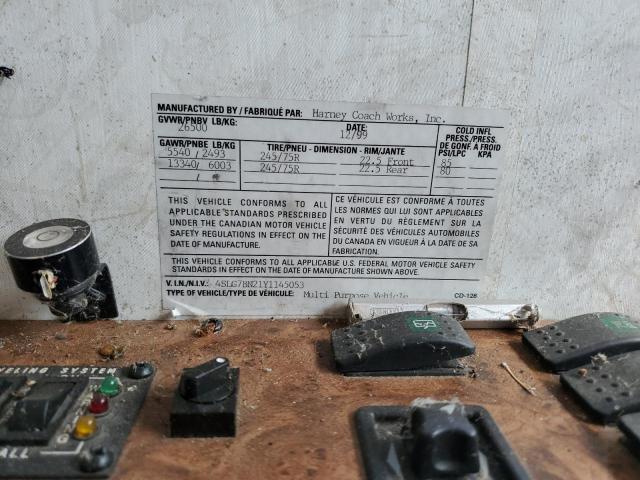 MANUFACTURED BY / FABRIQUÉ PAR: Harney Coach Works, Inc.
GVWR/PNBV LB/KG: DATE:
26500 12/99
COLD INFL
PRESS./PRESS.
DE GONF. A FROID
PSI/LPC KPA
GAWR/PNBE LB/KG TIRE/PNEU - DIMENSION - RIM/JANTE
5540 / 2493 245/75R 22.5 Front 85
13340 / 6003 245/75R 22.5 Rear 80
THIS VEHICLE CONFORMS TO ALL
APPLICABLE STANDARDS PRESCRIBED
UNDER THE CANADIAN MOTOR VEHICLE
SAFETY REGULATIONS IN EFFECT ON THE
DATE OF MANUFACTURE.
CE VÉHICULE EST CONFORME À TOUTES
LES NORMES QUI LUI SONT APPLICABLES
EN VERTU DU RÈGLEMENT SUR LA
SÉCURITÉ DES VÉHICULES AUTOMOBILES
DU CANADA EN VIGUEUR À LA DATE DE SA
FABRICATION.
THIS VEHICLE CONFORMS TO ALL APPLICABLE U.S. FEDERAL MOTOR VEHICLE SAFETY
STANDARDS IN EFFECT ON THE DATE OF MANUFACTURE SHOWN ABOVE.
V.I.N./N.I.V.: 4SLG7BN21Y1145053
TYPE OF VEHICLE/TYPE DE VÉHICULE: Multi Purpose Vehicle CD-126
ELING SYSTEM
ALL